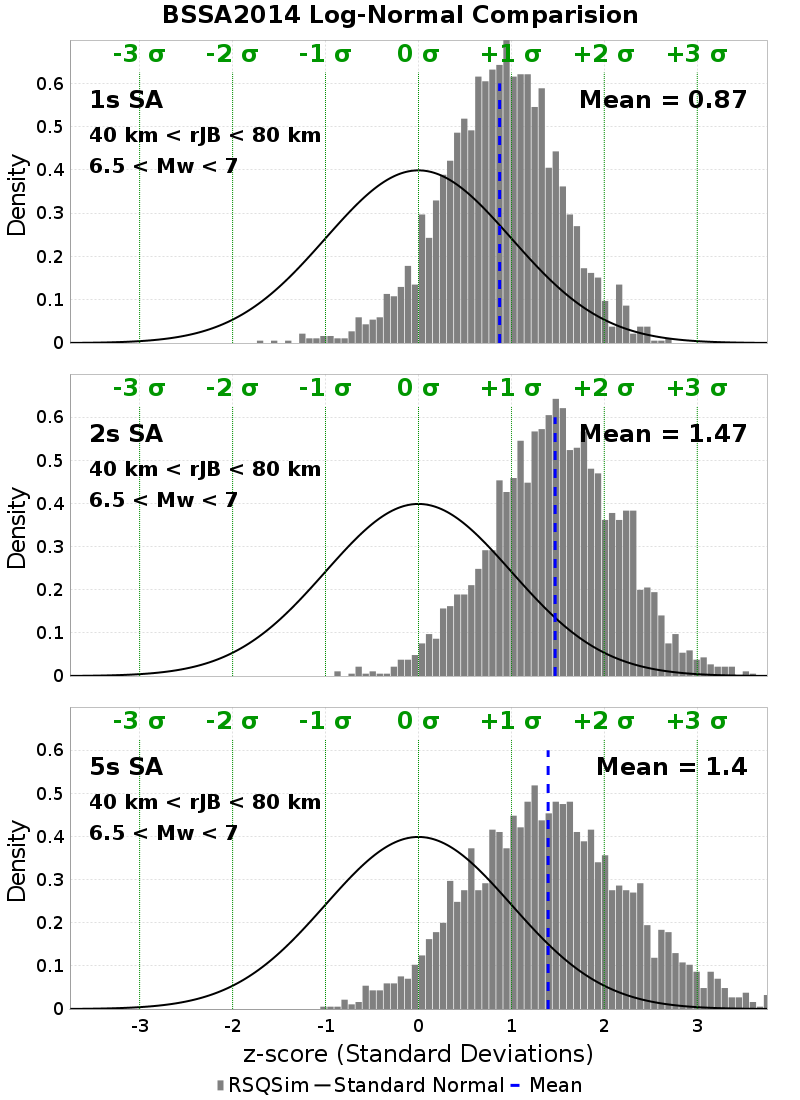 BSSA2014 Log-Normal Comparision
-3 σ -2 σ -1 σ 0 σ +1 σ +2 σ +3 σ
1s SA
Mean = 0.87
40 km < rJB < 80 km
6.5 < Mw < 7
Density
0.6
0.5
0.4
0.3
0.2
0.1
0
-3 σ -2 σ -1 σ 0 σ +1 σ +2 σ +3 σ
2s SA
Mean = 1.47
40 km < rJB < 80 km
6.5 < Mw < 7
Density
0.6
0.5
0.4
0.3
0.2
0.1
0
-3 σ -2 σ -1 σ 0 σ +1 σ +2 σ +3 σ
5s SA
Mean = 1.4
40 km < rJB < 80 km
6.5 < Mw < 7
Density
0.6
0.5
0.4
0.3
0.2
0.1
0
-3 -2 -1 0 1 2 3
z-score (Standard Deviations)
RSQSim Standard Normal Mean